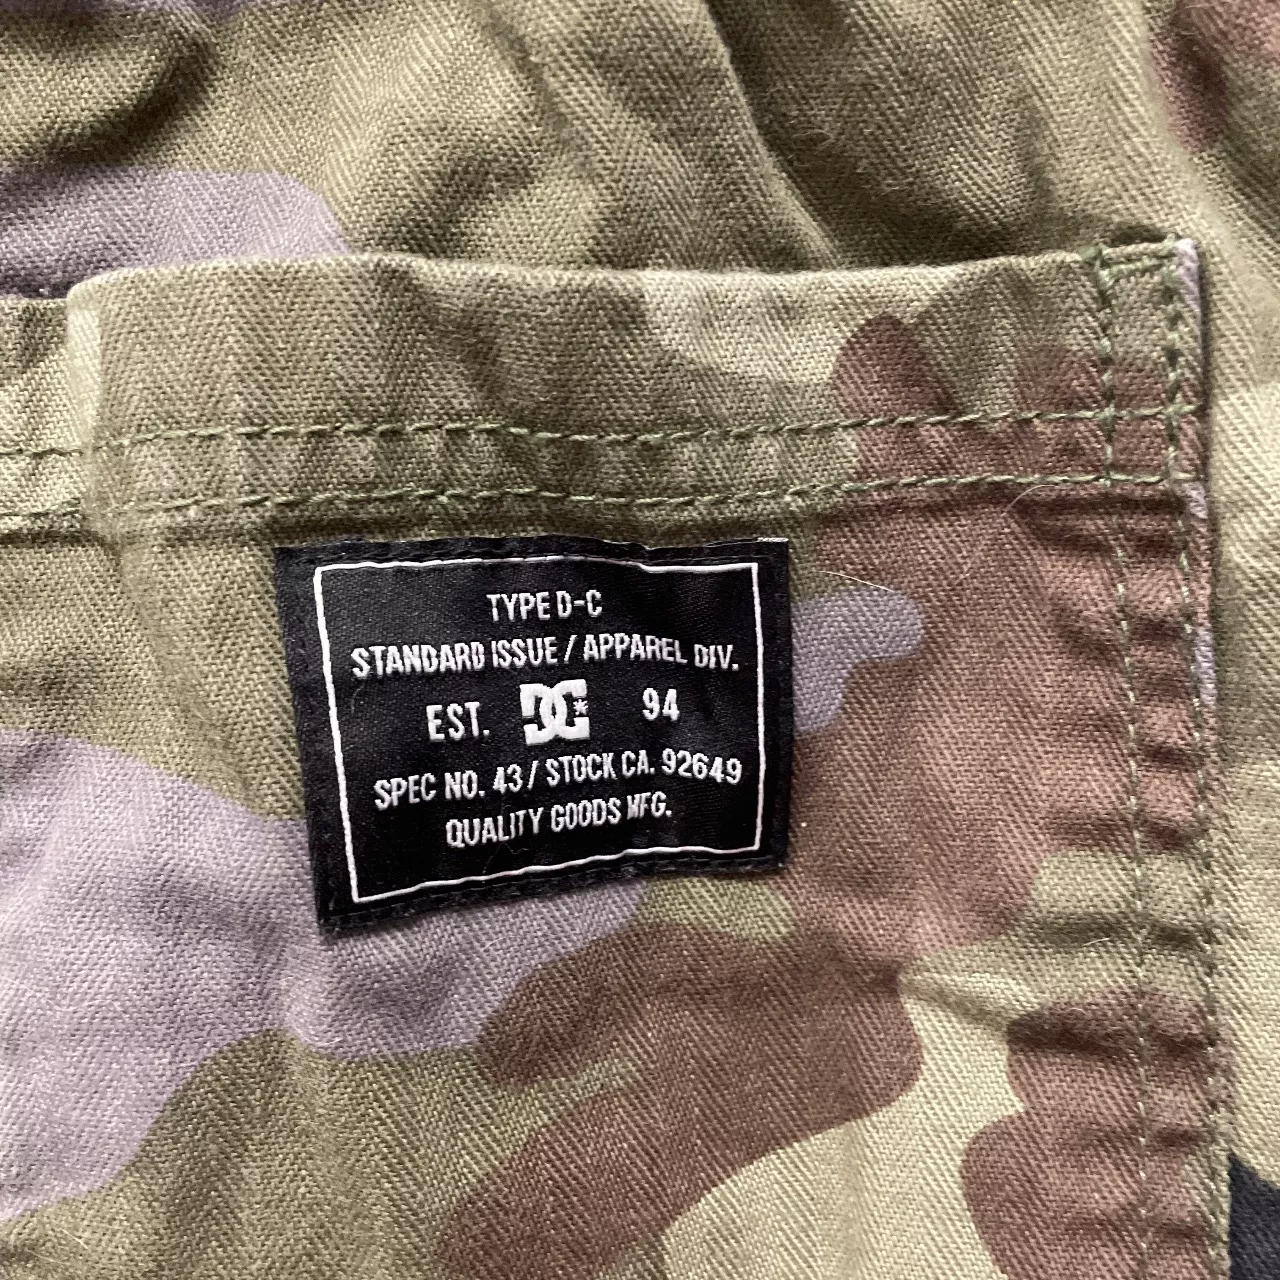 TYPE D-C
STANDARD ISSUE / APPAREL DIV.
EST. DC* 94
SPEC NO. 43 / STOCK CA. 92649
QUALITY GOODS MFG.